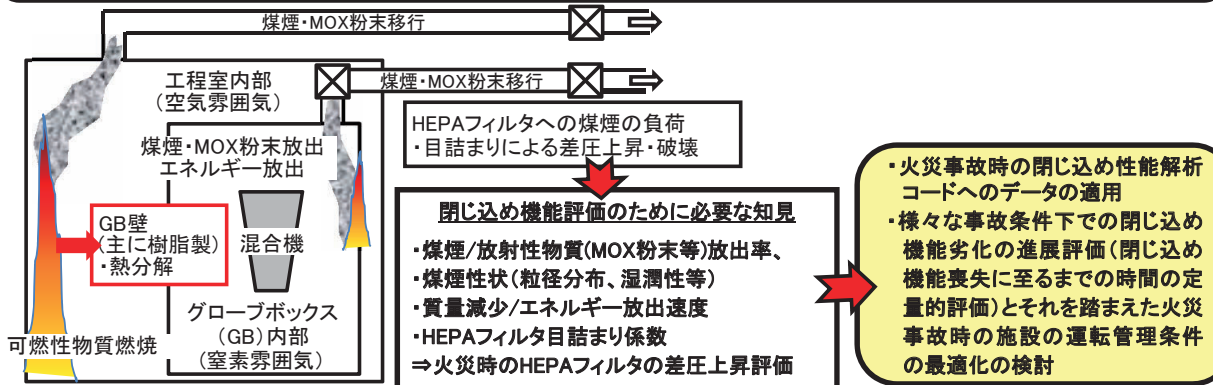 煤煙・MOX粉末移行
工程室内部
(空気雰囲気)
煤煙・MOX粉末移行
煤煙・MOX粉末放出
エネルギー放出
GB壁
(主に樹脂製)
・熱分解
混合機
グローブボックス
(GB)内部
(窒素雰囲気)
可燃性物質燃焼
HEPAフィルタへの煤煙の負荷
・目詰まりによる差圧上昇・破壊
閉じ込め機能評価のために必要な知見
・煤煙/放射性物質(MOX粉末等)放出率、
・煤煙性状(粒径分布、湿潤性等)
・質量減少/エネルギー放出速度
・HEPAフィルタ目詰まり係数
⇒火災時のHEPAフィルタの差圧上昇評価
・火災事故時の閉じ込め性能解析
コードへのデータの適用
・様々な事故条件下での閉じ込め
機能劣化の進展評価(閉じ込め
機能喪失に至るまでの時間の定
量的評価)とそれを踏まえた火災
事故時の施設の運転管理条件
の最適化の検討